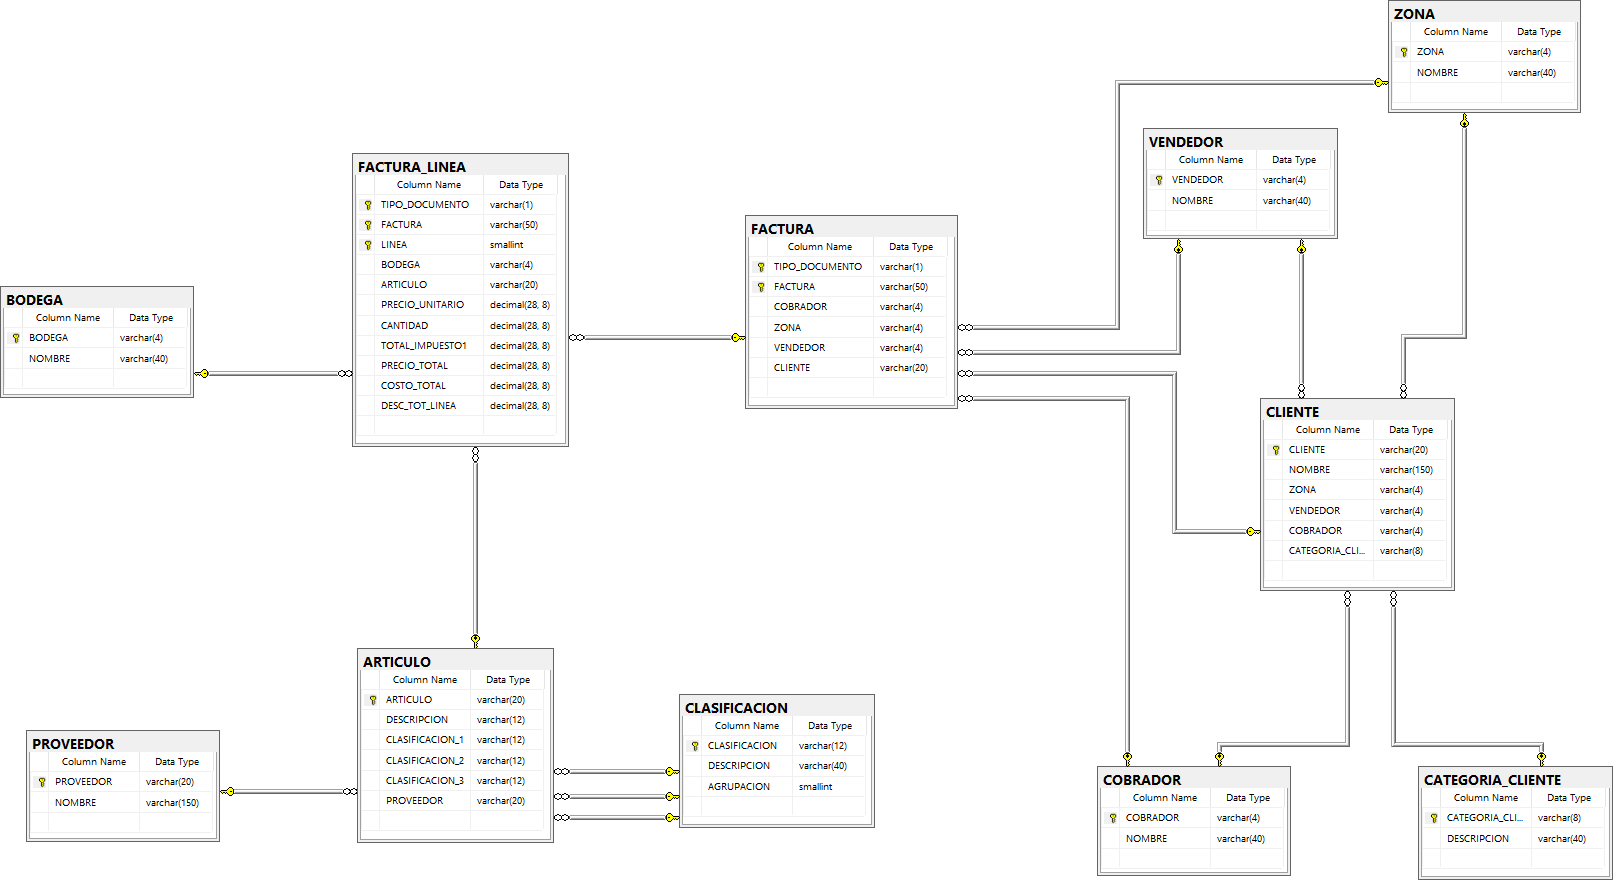 ZONA
Column Name Data Type
ZONA varchar(4)
NOMBRE varchar(40)
VENDEDOR
Column Name Data Type
VENDEDOR varchar(4)
NOMBRE varchar(40)
FACTURA_LINEA
Column Name Data Type
TIPO_DOCUMENTO varchar(1)
FACTURA varchar(50)
LINEA smallint
BODEGA varchar(4)
ARTICULO varchar(20)
PRECIO_UNITARIO decimal(28, 8)
CANTIDAD decimal(28, 8)
TOTAL_IMPUESTO1 decimal(28, 8)
PRECIO_TOTAL decimal(28, 8)
COSTO_TOTAL decimal(28, 8)
DESC_TOT_LINEA decimal(28, 8)
FACTURA
Column Name Data Type
TIPO_DOCUMENTO varchar(1)
FACTURA varchar(50)
COBRADOR varchar(4)
ZONA varchar(4)
VENDEDOR varchar(4)
CLIENTE varchar(20)
BODEGA
Column Name Data Type
BODEGA varchar(4)
NOMBRE varchar(40)
CLIENTE
Column Name Data Type
CLIENTE varchar(20)
NOMBRE varchar(150)
ZONA varchar(4)
VENDEDOR varchar(4)
COBRADOR varchar(4)
CATEGORIA_CLI... varchar(8)
ARTICULO
Column Name Data Type
ARTICULO varchar(20)
DESCRIPCION varchar(12)
CLASIFICACION_1 varchar(12)
CLASIFICACION_2 varchar(12)
CLASIFICACION_3 varchar(12)
PROVEEDOR varchar(20)
CLASIFICACION
Column Name Data Type
CLASIFICACION varchar(12)
DESCRIPCION varchar(40)
AGRUPACION smallint
PROVEEDOR
Column Name Data Type
PROVEEDOR varchar(20)
NOMBRE varchar(150)
COBRADOR
Column Name Data Type
COBRADOR varchar(4)
NOMBRE varchar(40)
CATEGORIA_CLIENTE
Column Name Data Type
CATEGORIA_CLI... varchar(8)
DESCRIPCION varchar(40)